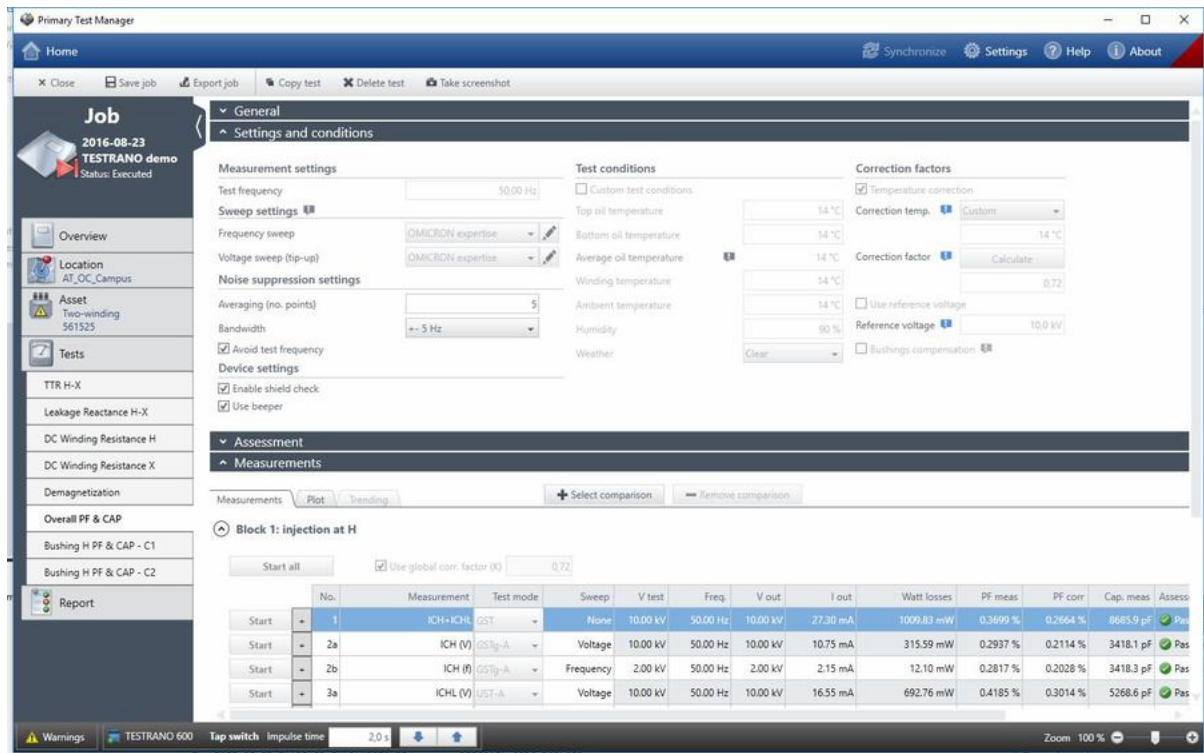 Primary Test Manager
Home Synchronize Settings Help About
Close Save job Export job Copy test Delete test Take screenshot
Job
2016-08-23
TESTRANO demo
Status: Executed
Overview
Location
AT_OC_Campus
Asset
Two-winding
561525
Tests
TTR H-X
Leakage Reactance H-X
DC Winding Resistance H
DC Winding Resistance X
Demagnetization
Overall PF & CAP
Bushing H PF & CAP - C1
Bushing H PF & CAP - C2
Report
General
Settings and conditions
Measurement settings
Test frequency 50.00 Hz
Sweep settings
Frequency sweep OMICRON expertise
Voltage sweep (tip-up) OMICRON expertise
Noise suppression settings
Averaging (no. points) 5
Bandwidth +- 5 Hz
Avoid test frequency
Device settings
Enable shield check
Use beeper
Test conditions
Custom test conditions
Top oil temperature 14 °C
Bottom oil temperature 14 °C
Average oil temperature 14 °C
Winding temperature 14 °C
Ambient temperature 14 °C
Humidity 90 %
Weather Clear
Correction factors
Temperature correction
Correction temp. Custom
14 °C
Correction factor Calculate
0,72
Use reference voltage
Reference voltage 10,0 kV
Bushings compensation
Assessment
Measurements
Measurements Plot Trending Select comparison Remove comparison
Block 1: injection at H
Start all Use global corr. factor (K) 0,72
No. Measurement Test mode Sweep V test Freq. V out I out Watt losses PF meas PF corr Cap. meas Assess
Start 1 ICH+ICHL GST None 10.00 kV 50.00 Hz 10.00 kV 27.30 mA 1009.83 mW 0.3699 % 0.2664 % 8685.9 pF Pas
Start 2a ICH (V) GSTg-A Voltage 10.00 kV 50.00 Hz 10.00 kV 10.75 mA 315.59 mW 0.2937 % 0.2114 % 3418.1 pF Pas
Start 2b ICH (f) GSTg-A Frequency 2.00 kV 50.00 Hz 2.00 kV 2.15 mA 12.10 mW 0.2817 % 0.2028 % 3418.3 pF Pas
Start 3a ICHL (V) UST-A Voltage 10.00 kV 50.00 Hz 10.00 kV 16.55 mA 692.76 mW 0.4185 % 0.3014 % 5268.6 pF Pas
Warnings TESTRANO 600 Tap switch Impulse time 2,0 s Zoom 100 %